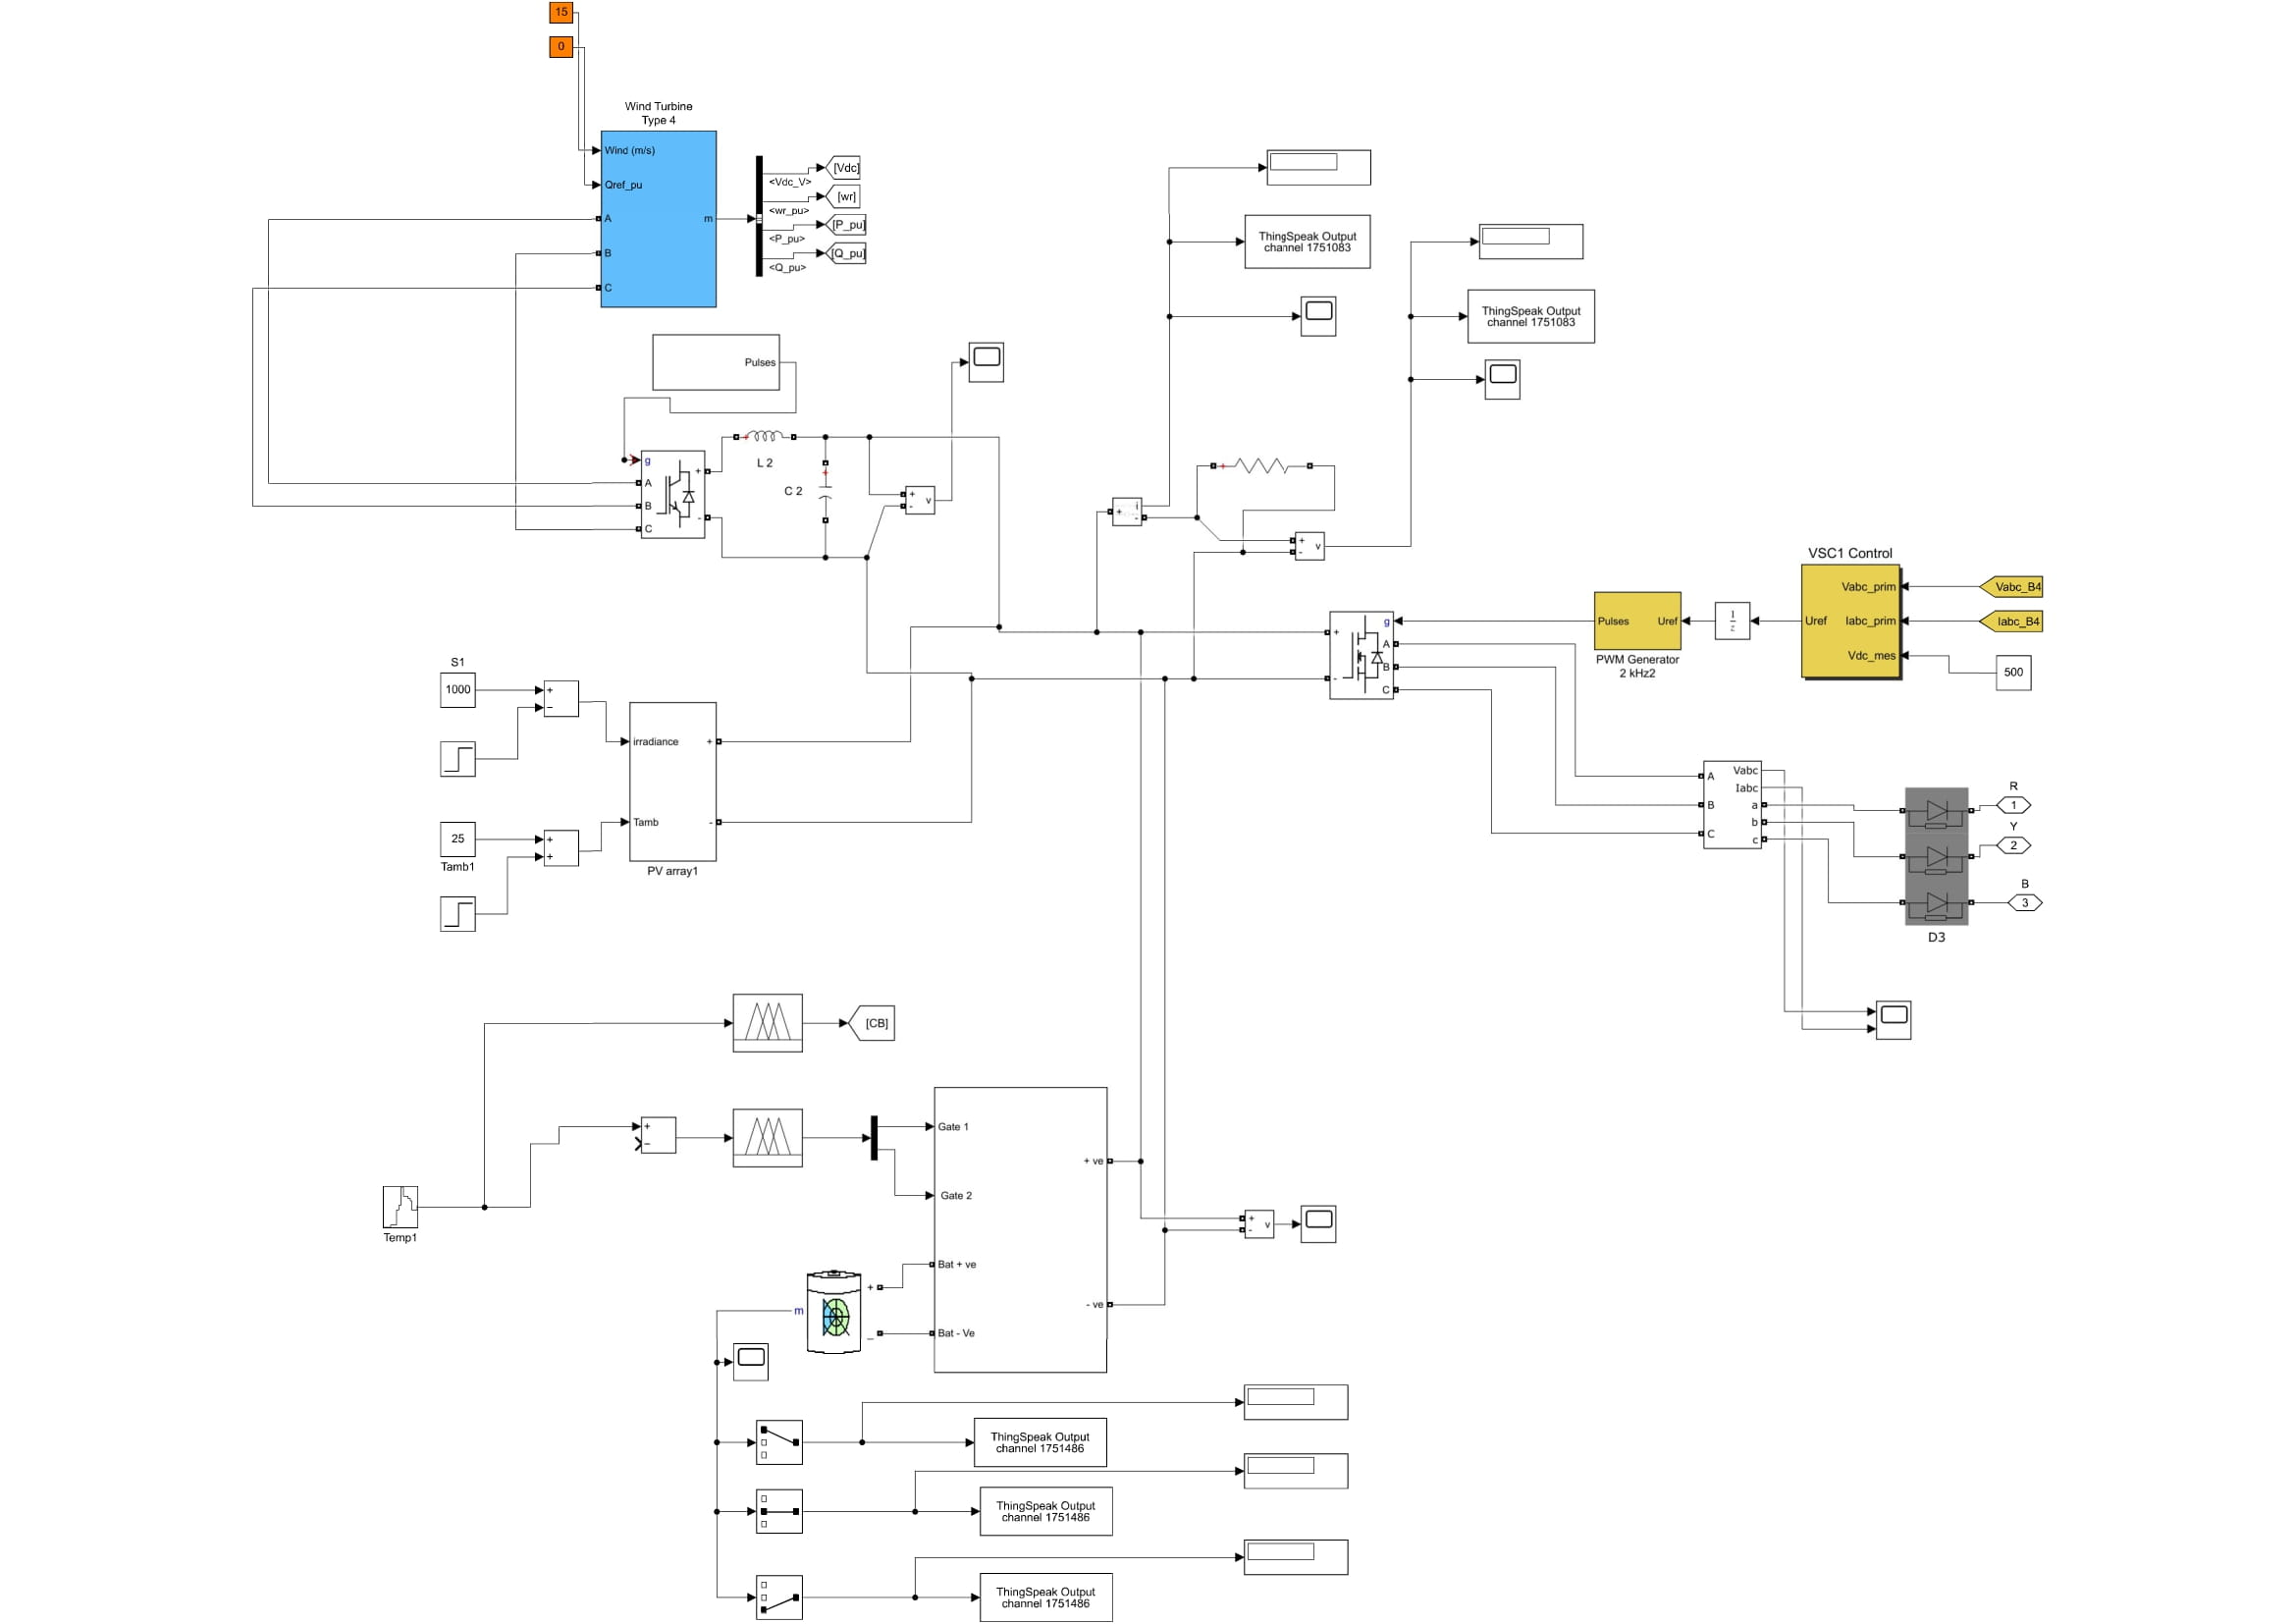 15
0
Wind Turbine
Type 4
Wind (m/s)
Qref_pu
A
B
C
m
<Vdc_V>
<wr_pu>
<P_pu>
<Q_pu>
[Vdc]
[wr]
[P_pu]
[Q_pu]
Pulses
g
A
B
C
+
-
L 2
C 2
+
-
v
ThingSpeak Output
channel 1751083
ThingSpeak Output
channel 1751083
+
i
-
+
-
v
VSC1 Control
Vabc_prim
Iabc_prim
Vdc_mes
Uref
Vabc_B4
Iabc_B4
500
1
z
Pulses
Uref
PWM Generator
2 kHz2
+
-
g
A
B
C
S1
1000
+
−
25
Tamb1
+
+
irradiance
Tamb
+
-
PV array1
A
B
C
Vabc
Iabc
a
b
c
R
1
Y
2
B
3
D3
[CB]
+
−
Temp1
Gate 1
Gate 2
Bat + ve
Bat - Ve
+ ve
- ve
+
-
v
m
+
_
ThingSpeak Output
channel 1751486
ThingSpeak Output
channel 1751486
ThingSpeak Output
channel 1751486